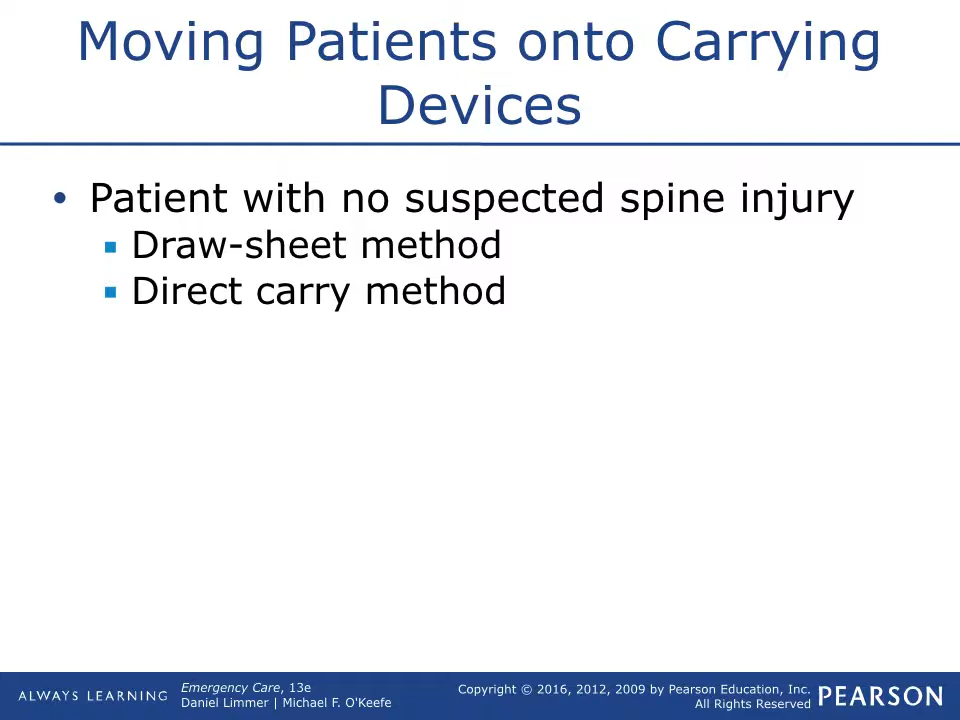 Moving Patients onto Carrying
Devices
• Patient with no suspected spine injury
▪ Draw-sheet method
▪ Direct carry method
ALWAYS LEARNING
Emergency Care, 13e
Daniel Limmer | Michael F. O'Keefe
Copyright © 2016, 2012, 2009 by Pearson Education, Inc.
All Rights Reserved
PEARSON